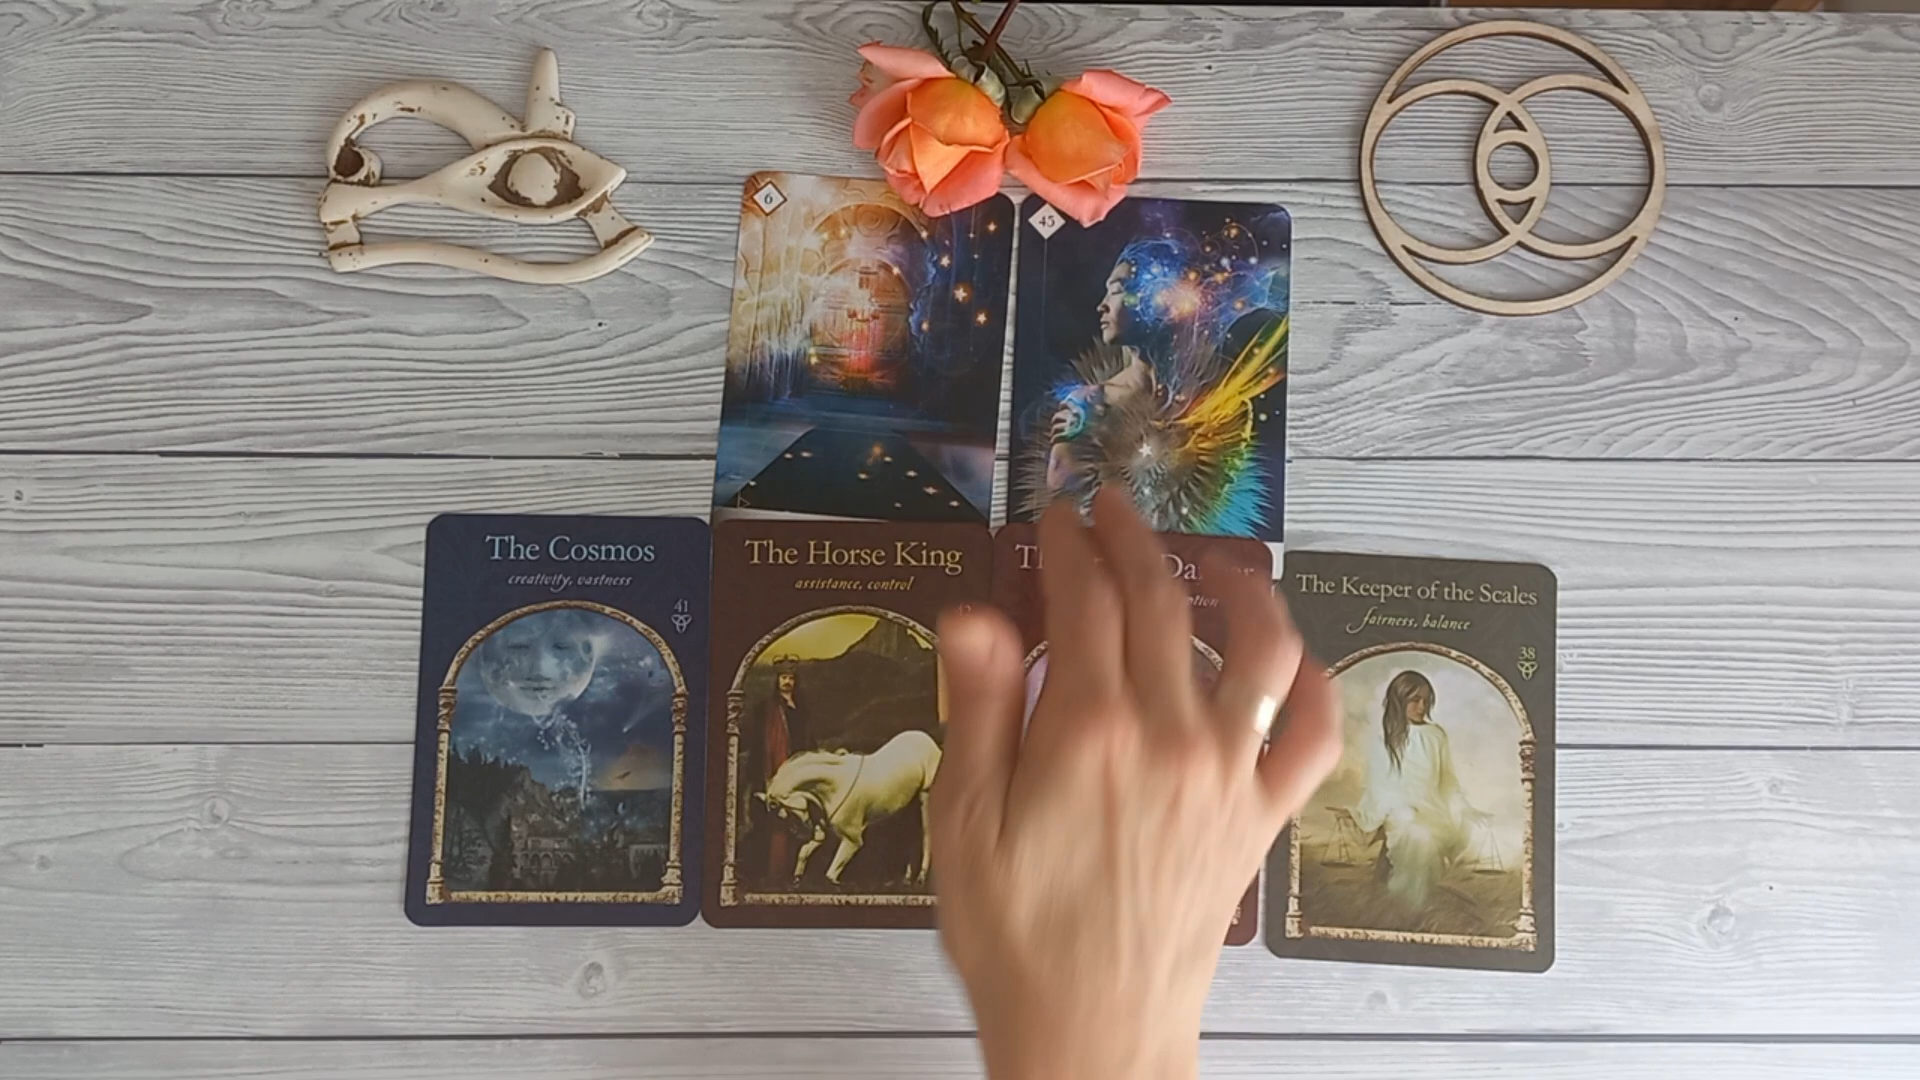 6
45
The Cosmos
creativity, vastness
41
The Horse King
assistance, control
42
The Keeper of the Scales
fairness, balance
38